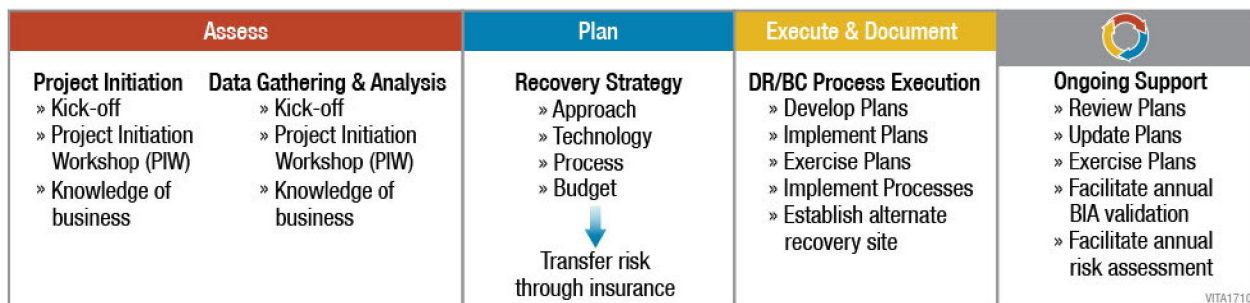 Assess
Project Initiation
» Kick-off
» Project Initiation
Workshop (PIW)
» Knowledge of
business
Data Gathering & Analysis
» Kick-off
» Project Initiation
Workshop (PIW)
» Knowledge of
business
Plan
Recovery Strategy
» Approach
» Technology
» Process
» Budget
Transfer risk
through insurance
Execute & Document
DR/BC Process Execution
» Develop Plans
» Implement Plans
» Exercise Plans
» Implement Processes
» Establish alternate
recovery site
Ongoing Support
» Review Plans
» Update Plans
» Exercise Plans
» Facilitate annual
BIA validation
» Facilitate annual
risk assessment